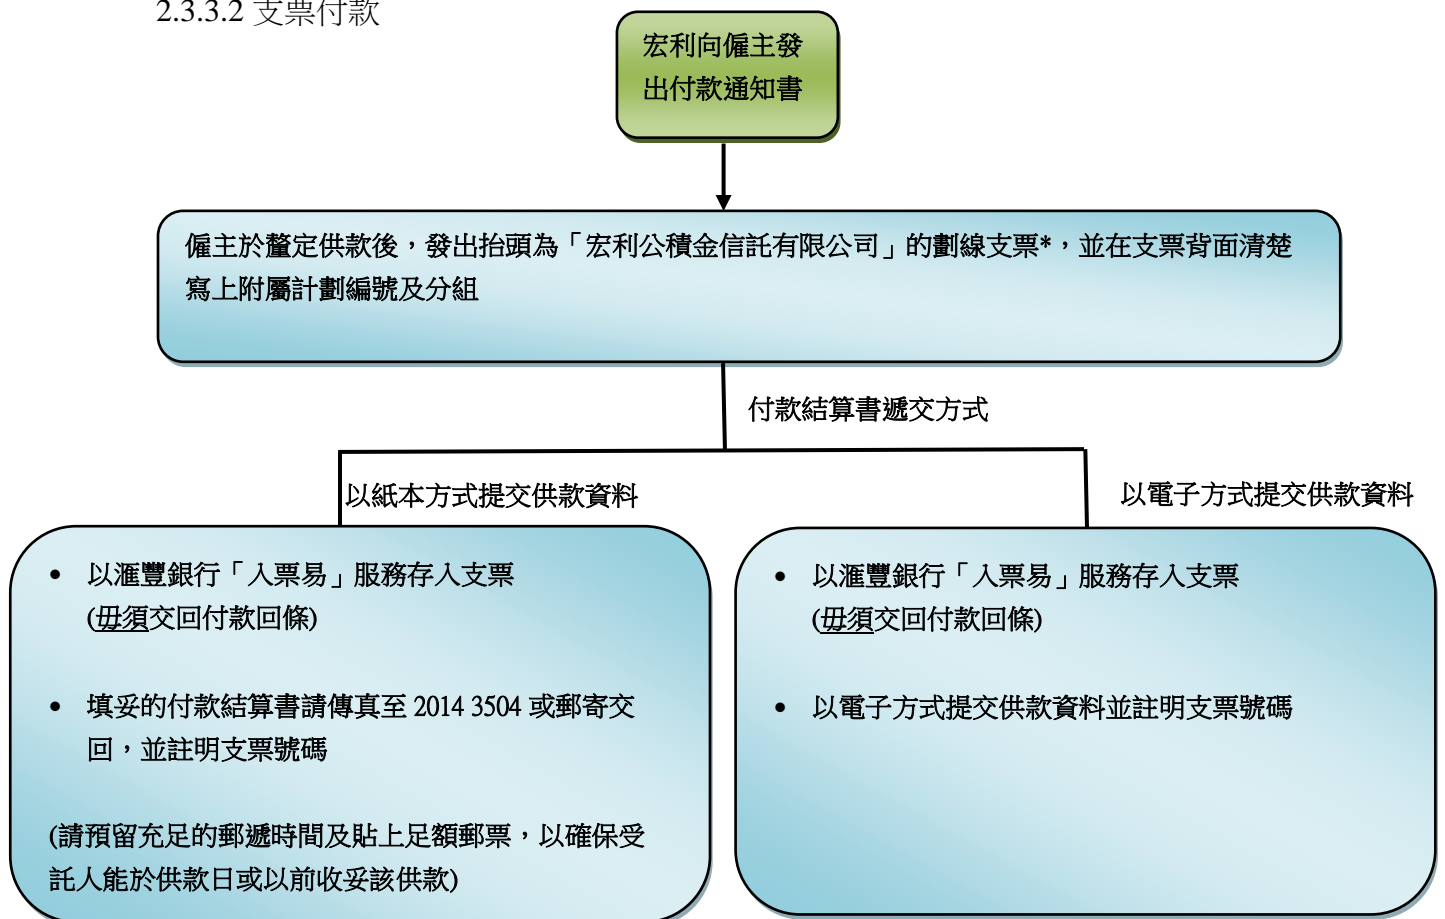 2.3.3.2 支票付款
宏利向僱主發
出付款通知書
僱主於釐定供款後，發出抬頭為「宏利公積金信託有限公司」的劃線支票*，並在支票背面清楚
寫上附屬計劃編號及分組
付款結算書遞交方式
以紙本方式提交供款資料
以電子方式提交供款資料
• 以滙豐銀行「入票易」服務存入支票
(毋須交回付款回條)
• 填妥的付款結算書請傳真至 2014 3504 或郵寄交
回，並註明支票號碼
(請預留充足的郵遞時間及貼上足額郵票，以確保受
託人能於供款日或以前收妥該供款)
• 以滙豐銀行「入票易」服務存入支票
(毋須交回付款回條)
• 以電子方式提交供款資料並註明支票號碼